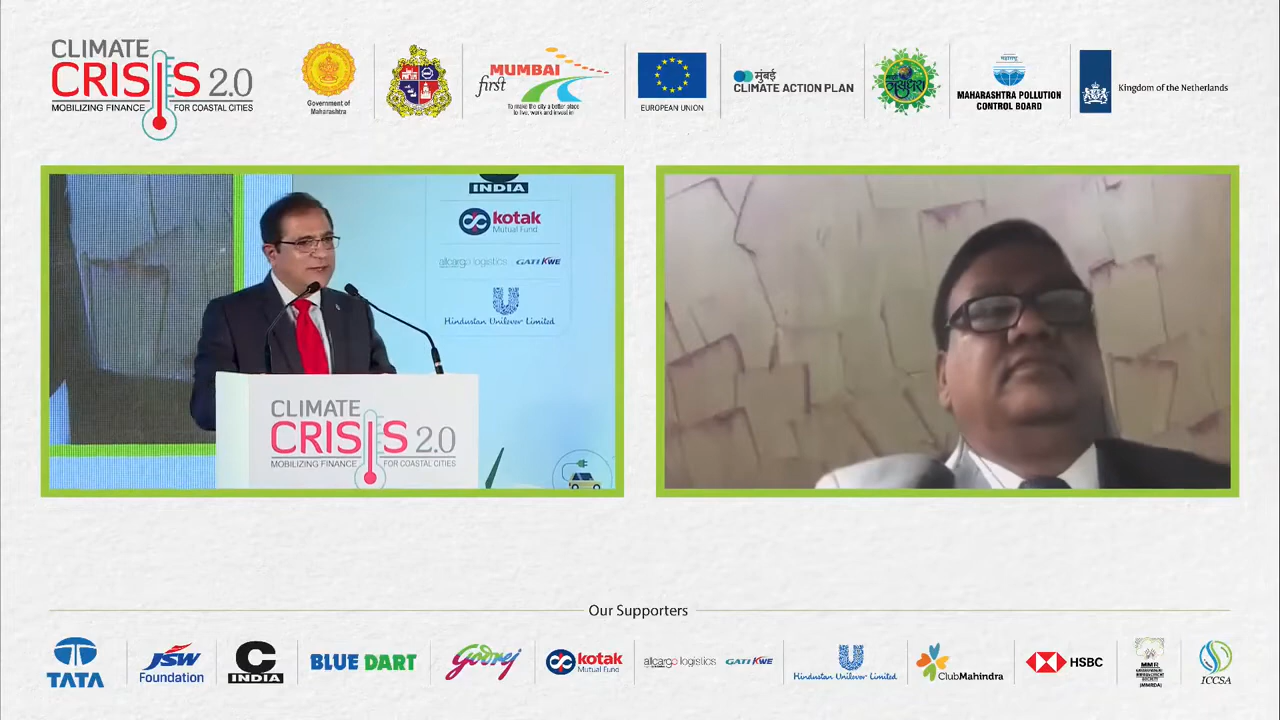 CLIMATE
CRISIS 2.0
MOBILIZING FINANCE FOR COASTAL CITIES
Government of
Maharashtra
MUMBAI
first
To make the city a better place
to live, work and invest in
EUROPEAN UNION
मुंबई
CLIMATE ACTION PLAN
महाराष्ट्र
MAHARASHTRA POLLUTION
CONTROL BOARD
Kingdom of the Netherlands
INDIA
kotak
Mutual Fund
allcargo logistics GATI KWE
Hindustan Unilever Limited
CLIMATE
CRISIS 2.0
MOBILIZING FINANCE FOR COASTAL CITIES
Our Supporters
TATA
JSW
Foundation
C
INDIA
BLUE DART
Godrej
kotak
Mutual Fund
allcargo logistics GATI KWE
Hindustan Unilever Limited
ClubMahindra
HSBC
MMR
(MMRDA)
ICCSA